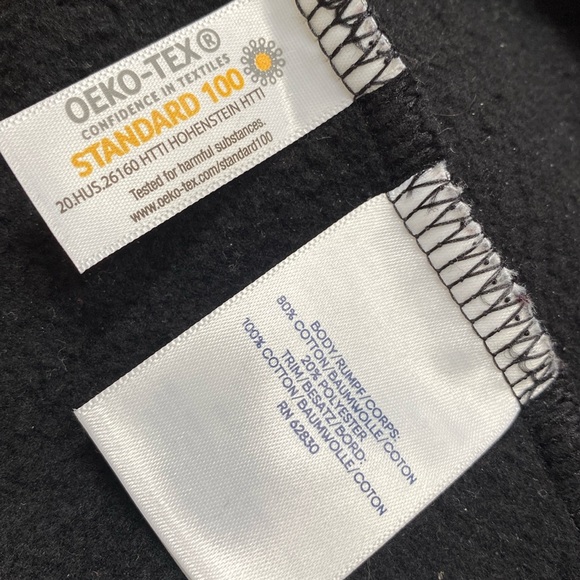 OEKO-TEX®
CONFIDENCE IN TEXTILES
STANDARD 100
20.HUS.26160 HTTI HOHENSTEIN HTTI
Tested for harmful substances.
www.oeko-tex.com/standard100
BODY/RUMPF/CORPS:
80% COTTON/BAUMWOLLE/COTON
20% POLYESTER
TRIM/BESATZ/BORD:
100% COTTON/BAUMWOLLE/COTON
RN 62830